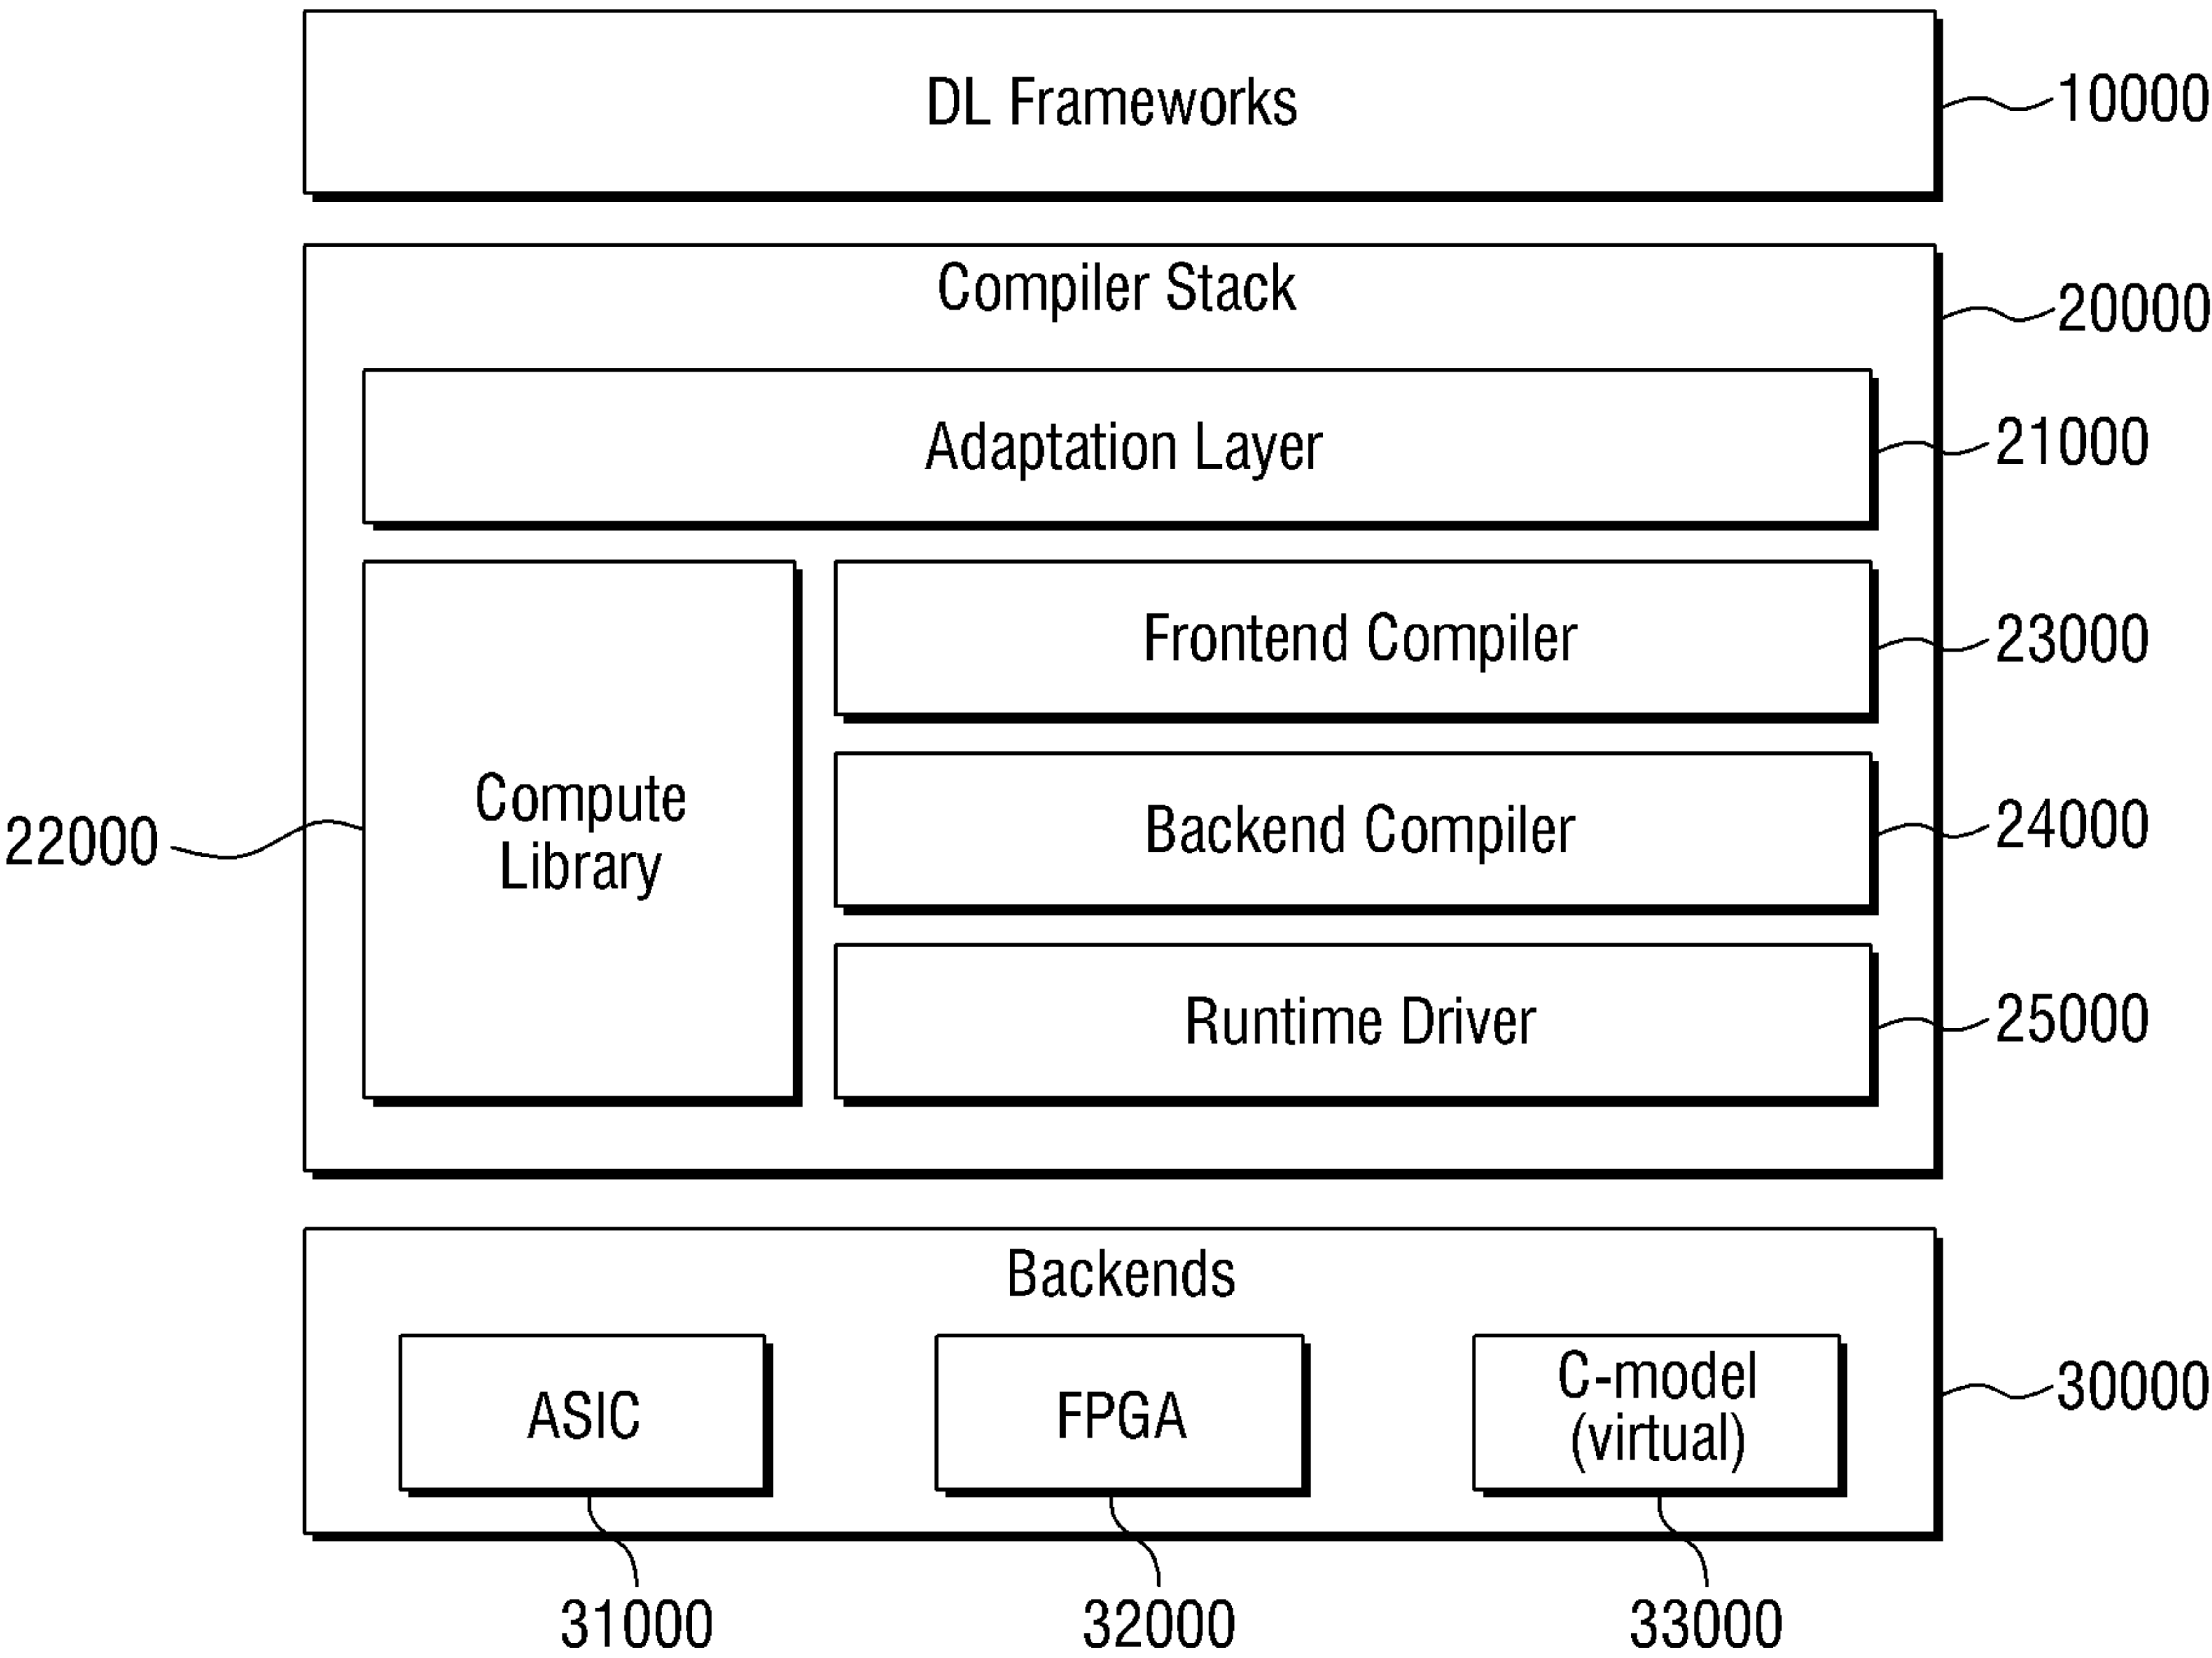 DL Frameworks
10000
Compiler Stack
20000
Adaptation Layer
21000
Compute
Library
22000
Frontend Compiler
23000
Backend Compiler
24000
Runtime Driver
25000
Backends
30000
ASIC
FPGA
C-model
(virtual)
31000
32000
33000